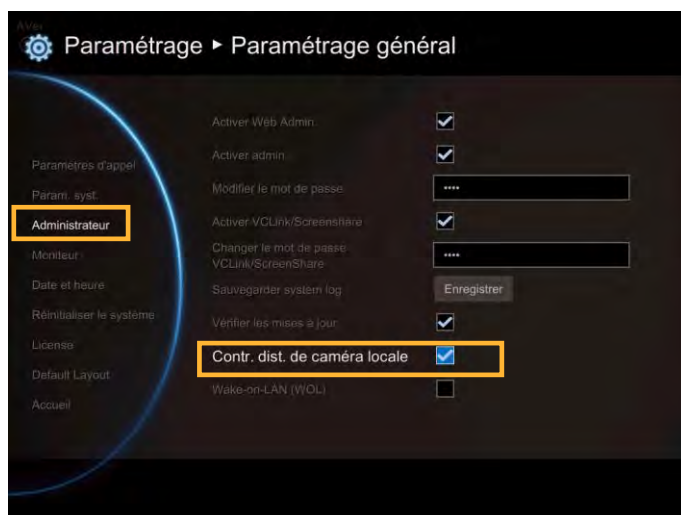 AVer
Paramétrage ▸ Paramétrage général
Paramètres d'appel
Param. syst.
Administrateur
Moniteur
Date et heure
Réinitialiser le système
License
Default Layout
Accueil
Activer Web Admin
Activer admin
Modifier le mot de passe
••••
Activer VCLink/Screenshare
Changer le mot de passe
VCLink/ScreenShare
••••
Sauvegarder system log
Enregistrer
Vérifier les mises à jour
Contr. dist. de caméra locale
Wake-on-LAN (WOL)